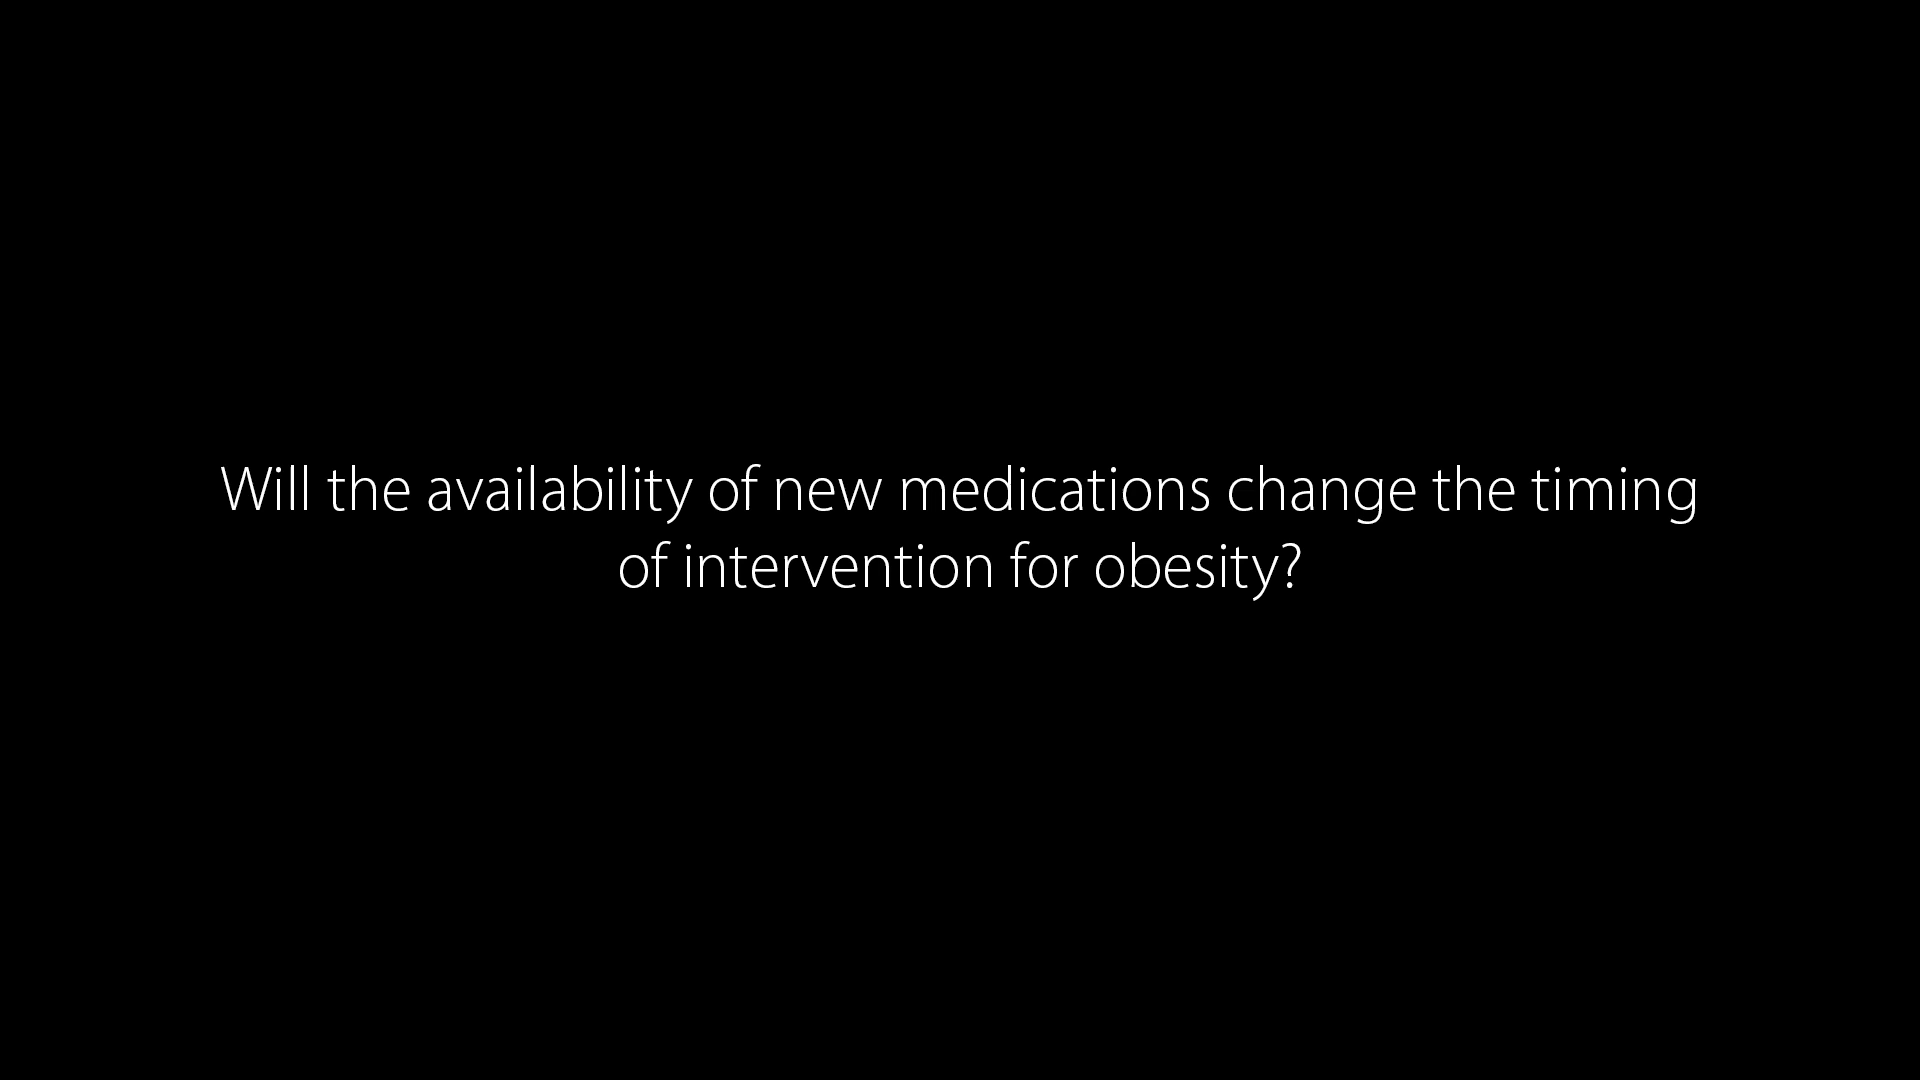 Will the availability of new medications change the timing
of intervention for obesity?